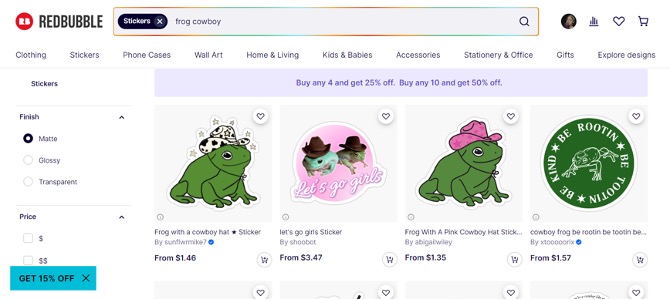 REDBUBBLE
Stickers
frog cowboy
Clothing Stickers Phone Cases Wall Art Home & Living Kids & Babies Accessories Stationery & Office Gifts Explore designs
Stickers
Buy any 4 and get 25% off. Buy any 10 and get 50% off.
Finish
Matte
Glossy
Transparent
Price
$
$$
GET 15% OFF
Let's go girls
BE ROOTIN BE TOOTIN BE KIND
Frog with a cowboy hat ★ Sticker
By sunflwrmike7
From $1.46
let's go girls Sticker
By shoobot
From $3.47
Frog With A Pink Cowboy Hat Stick...
By abigailwiley
From $1.35
cowboy frog be rootin be tootin be...
By xtooooorix
From $1.57